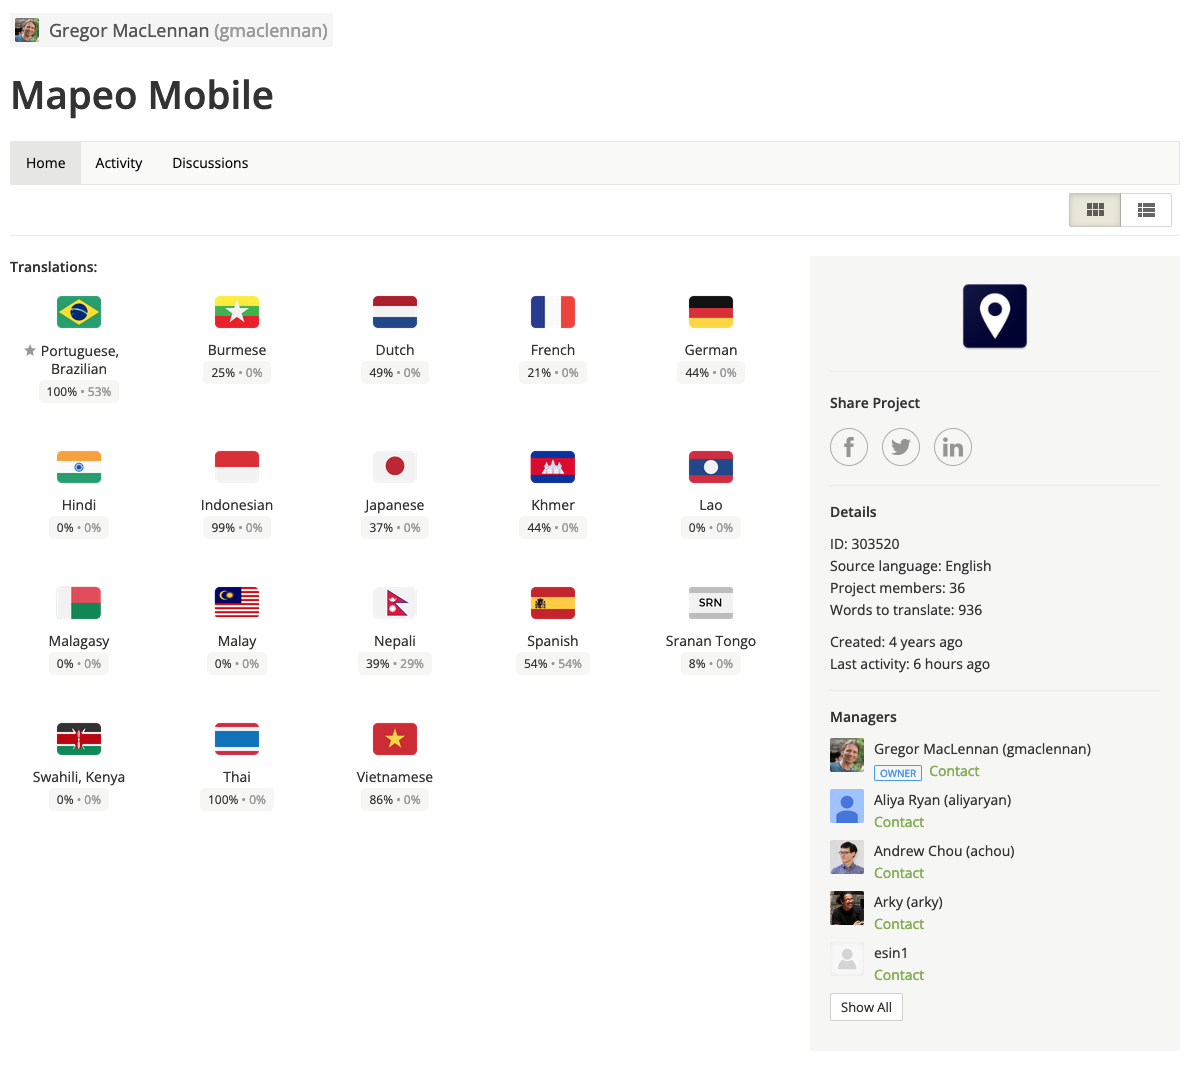 Gregor MacLennan (gmaclennan)
Mapeo Mobile
Home
Activity
Discussions
Translations:
Portuguese,
Brazilian
100% • 53%
Burmese
25% • 0%
Dutch
49% • 0%
French
21% • 0%
German
44% • 0%
Hindi
0% • 0%
Indonesian
99% • 0%
Japanese
37% • 0%
Khmer
44% • 0%
Lao
0% • 0%
Malagasy
0% • 0%
Malay
0% • 0%
Nepali
39% • 29%
Spanish
54% • 54%
SRN
Sranan Tongo
8% • 0%
Swahili, Kenya
0% • 0%
Thai
100% • 0%
Vietnamese
86% • 0%
Share Project
Details
ID: 303520
Source language: English
Project members: 36
Words to translate: 936
Created: 4 years ago
Last activity: 6 hours ago
Managers
Gregor MacLennan (gmaclennan)
OWNER Contact
Aliya Ryan (aliyaryan)
Contact
Andrew Chou (achou)
Contact
Arky (arky)
Contact
esin1
Contact
Show All